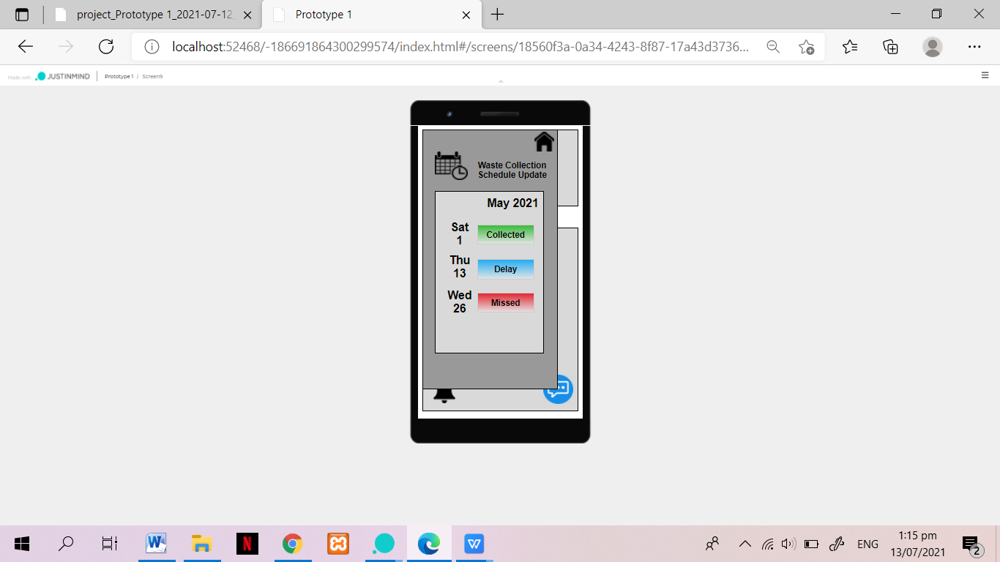 project_Prototype 1_2021-07-12
Prototype 1
localhost:52468/-186691864300299574/index.html#/screens/18560f3a-0a34-4243-8f87-17a43d3736...
Made with JUSTINMIND
Prototype 1 / Screen9
Waste Collection
Schedule Update
May 2021
Sat
1
Collected
Thu
13
Delay
Wed
26
Missed
W
N
W
ENG
1:15 pm
13/07/2021
2